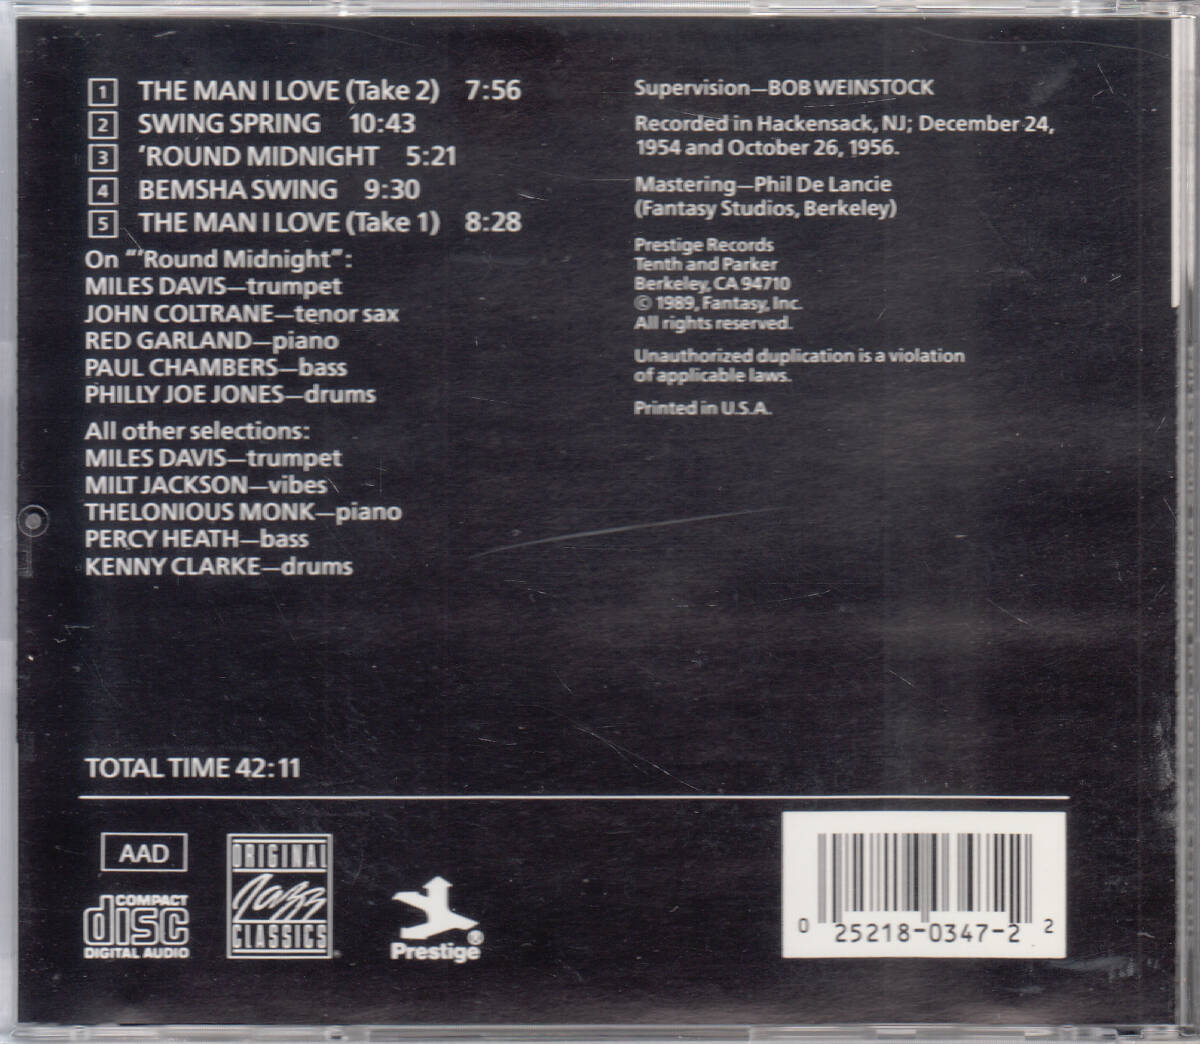 1 THE MAN I LOVE (Take 2) 7:56
2 SWING SPRING 10:43
3 ’ROUND MIDNIGHT 5:21
4 BEMSHA SWING 9:30
5 THE MAN I LOVE (Take 1) 8:28
On “’Round Midnight”:
MILES DAVIS—trumpet
JOHN COLTRANE—tenor sax
RED GARLAND—piano
PAUL CHAMBERS—bass
PHILLY JOE JONES—drums
All other selections:
MILES DAVIS—trumpet
MILT JACKSON—vibes
THELONIOUS MONK—piano
PERCY HEATH—bass
KENNY CLARKE—drums
Supervision—BOB WEINSTOCK
Recorded in Hackensack, NJ; December 24,
1954 and October 26, 1956.
Mastering—Phil De Lancie
(Fantasy Studios, Berkeley)
Prestige Records
Tenth and Parker
Berkeley, CA 94710
© 1989, Fantasy, Inc.
All rights reserved.
Unauthorized duplication is a violation
of applicable laws.
Printed in U.S.A.
TOTAL TIME 42:11
AAD
COMPACT
disc
DIGITAL AUDIO
ORIGINAL
Jazz
CLASSICS
Prestige®
0 25218-0347-2 2